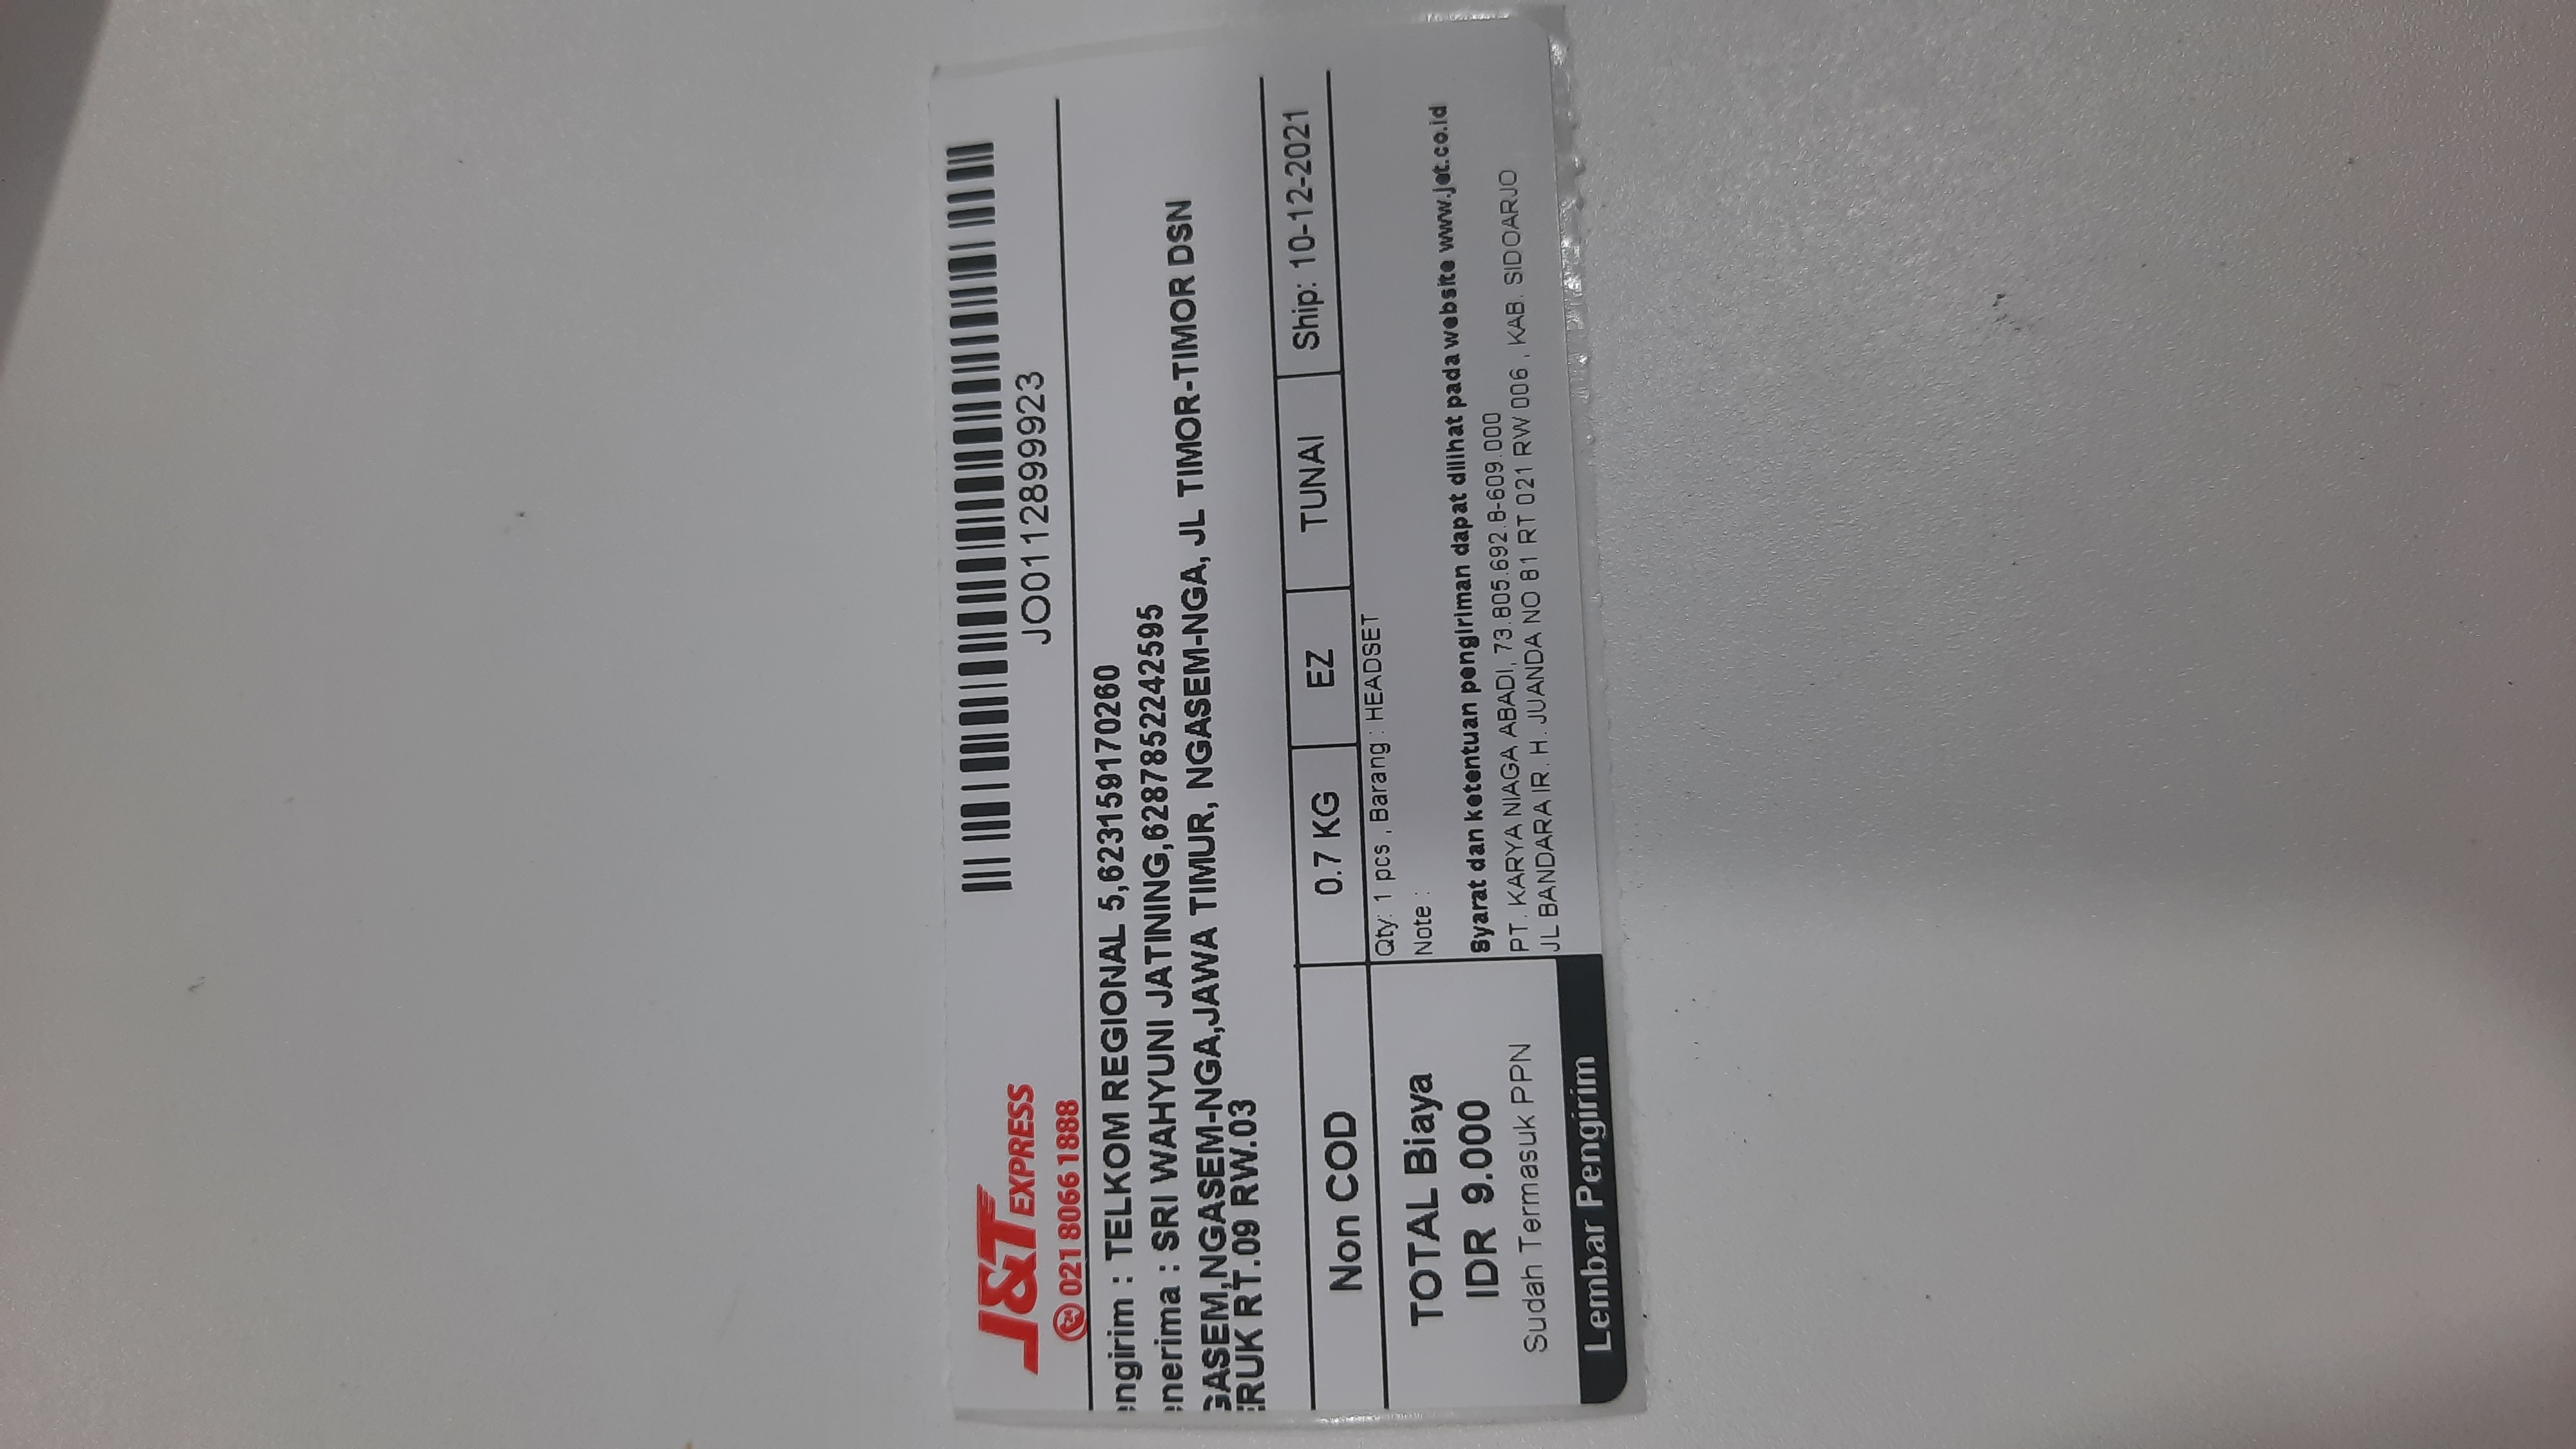 J&T EXPRESS
021 8066 1888
JO0112899923
engirim : TELKOM REGIONAL 5,623159170260
enerima : SRI WAHYUNI JATINING,6287852242595
GASEM,NGASEM-NGA,JAWA TIMUR, NGASEM-NGA, JL TIMOR-TIMOR DSN
ERUK RT.09 RW.03
Non COD 0.7 KG EZ TUNAI Ship: 10-12-2021
TOTAL Biaya
IDR 9.000
Sudah Termasuk PPN
Lembar Pengirim
Qty: 1 pcs , Barang : HEADSET
Note :
Syarat dan ketentuan pengiriman dapat dilihat pada website www.jet.co.id
PT. KARYA NIAGA ABADI, 73.805.692.8-609.000
JL BANDARA IR. H. JUANDA NO 81 RT 021 RW 006 , KAB. SIDOARJO